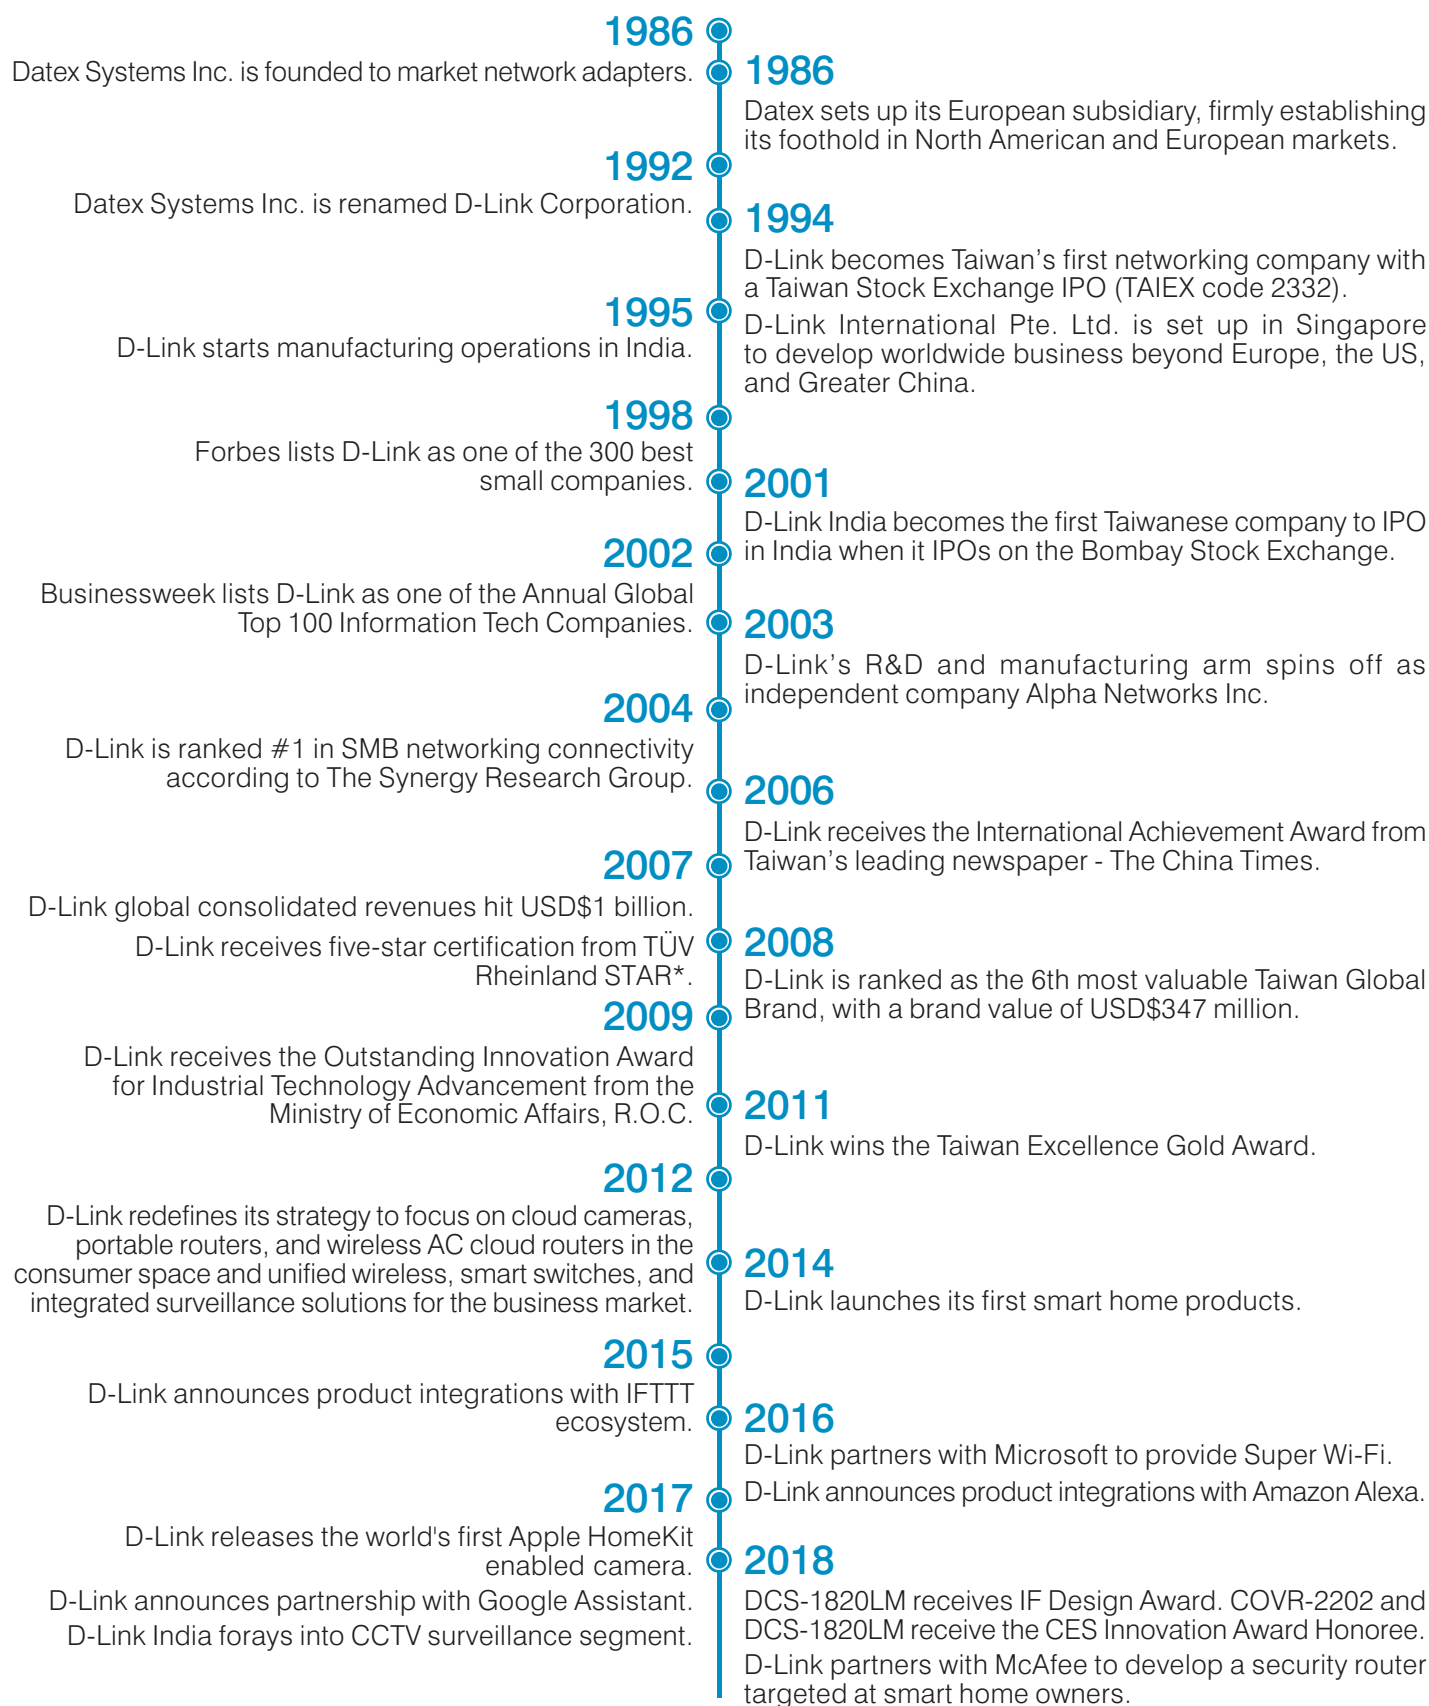 1986
Datex Systems Inc. is founded to market network adapters.
1986
Datex sets up its European subsidiary, firmly establishing
its foothold in North American and European markets.
1992
Datex Systems Inc. is renamed D-Link Corporation.
1994
D-Link becomes Taiwan’s first networking company with
a Taiwan Stock Exchange IPO (TAIEX code 2332).
D-Link International Pte. Ltd. is set up in Singapore
to develop worldwide business beyond Europe, the US,
and Greater China.
1995
D-Link starts manufacturing operations in India.
1998
Forbes lists D-Link as one of the 300 best
small companies.
2001
D-Link India becomes the first Taiwanese company to IPO
in India when it IPOs on the Bombay Stock Exchange.
2002
Businessweek lists D-Link as one of the Annual Global
Top 100 Information Tech Companies.
2003
D-Link’s R&D and manufacturing arm spins off as
independent company Alpha Networks Inc.
2004
D-Link is ranked #1 in SMB networking connectivity
according to The Synergy Research Group.
2006
D-Link receives the International Achievement Award from
Taiwan’s leading newspaper - The China Times.
2007
D-Link global consolidated revenues hit USD$1 billion.
D-Link receives five-star certification from TÜV
Rheinland STAR*.
2008
D-Link is ranked as the 6th most valuable Taiwan Global
Brand, with a brand value of USD$347 million.
2009
D-Link receives the Outstanding Innovation Award
for Industrial Technology Advancement from the
Ministry of Economic Affairs, R.O.C.
2011
D-Link wins the Taiwan Excellence Gold Award.
2012
D-Link redefines its strategy to focus on cloud cameras,
portable routers, and wireless AC cloud routers in the
consumer space and unified wireless, smart switches, and
integrated surveillance solutions for the business market.
2014
D-Link launches its first smart home products.
2015
D-Link announces product integrations with IFTTT
ecosystem.
2016
D-Link partners with Microsoft to provide Super Wi-Fi.
D-Link announces product integrations with Amazon Alexa.
2017
D-Link releases the world's first Apple HomeKit
enabled camera.
D-Link announces partnership with Google Assistant.
D-Link India forays into CCTV surveillance segment.
2018
DCS-1820LM receives IF Design Award. COVR-2202 and
DCS-1820LM receive the CES Innovation Award Honoree.
D-Link partners with McAfee to develop a security router
targeted at smart home owners.